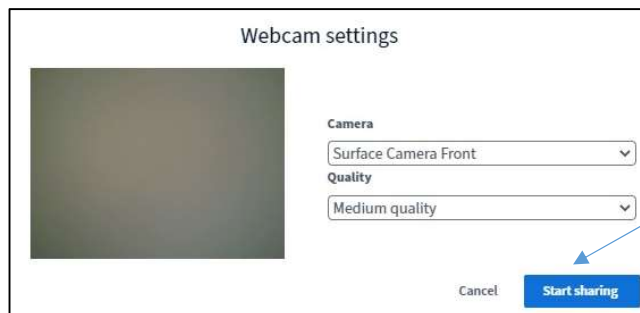 Webcam settings
Camera
Surface Camera Front
Quality
Medium quality
Cancel Start sharing